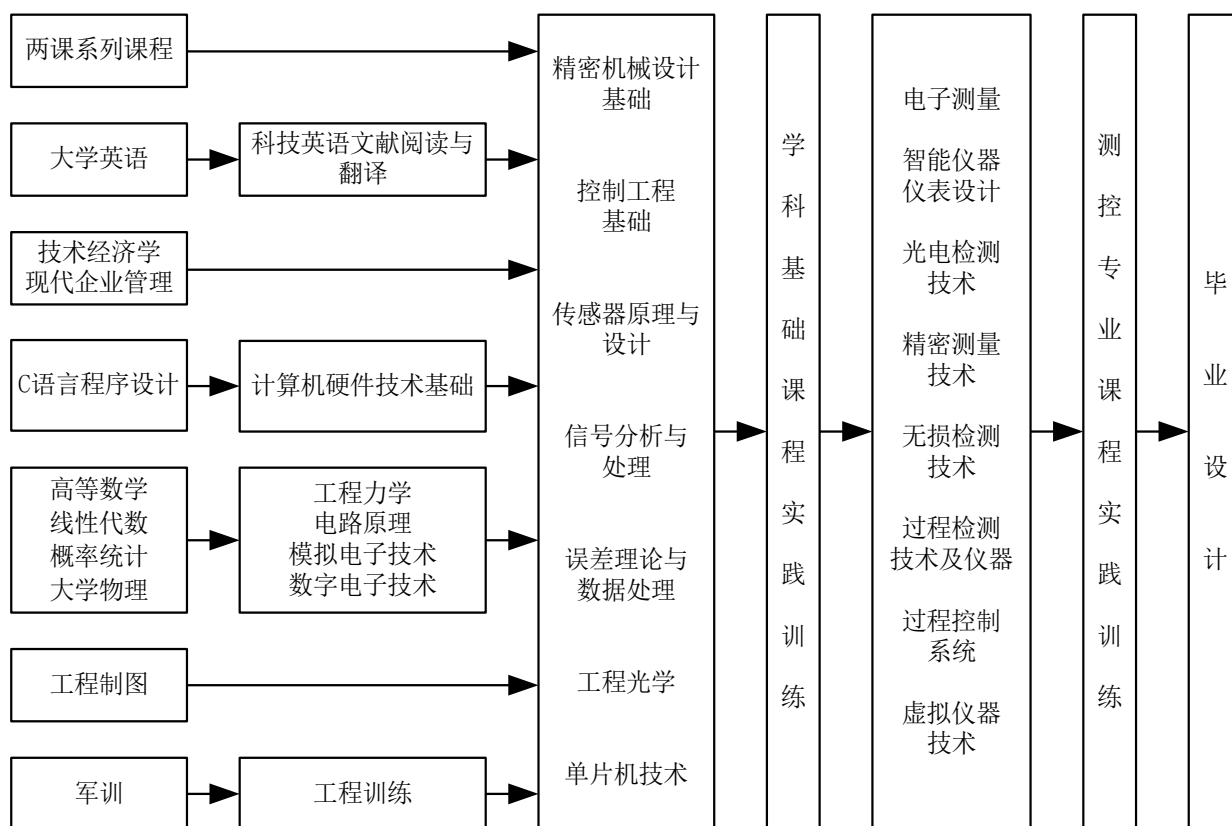 两课系列课程
大学英语
科技英语文献阅读与
翻译
技术经济学
现代企业管理
C语言程序设计
计算机硬件技术基础
高等数学
线性代数
概率统计
大学物理
工程力学
电路原理
模拟电子技术
数字电子技术
工程制图
军训
工程训练
精密机械设计
基础
控制工程
基础
传感器原理与
设计
信号分析与
处理
误差理论与
数据处理
工程光学
单片机技术
学科基础课程实践训练
电子测量
智能仪器
仪表设计
光电检测
技术
精密测量
技术
无损检测
技术
过程检测
技术及仪器
过程控制
系统
虚拟仪器
技术
测控专业课程实践训练
毕业设计